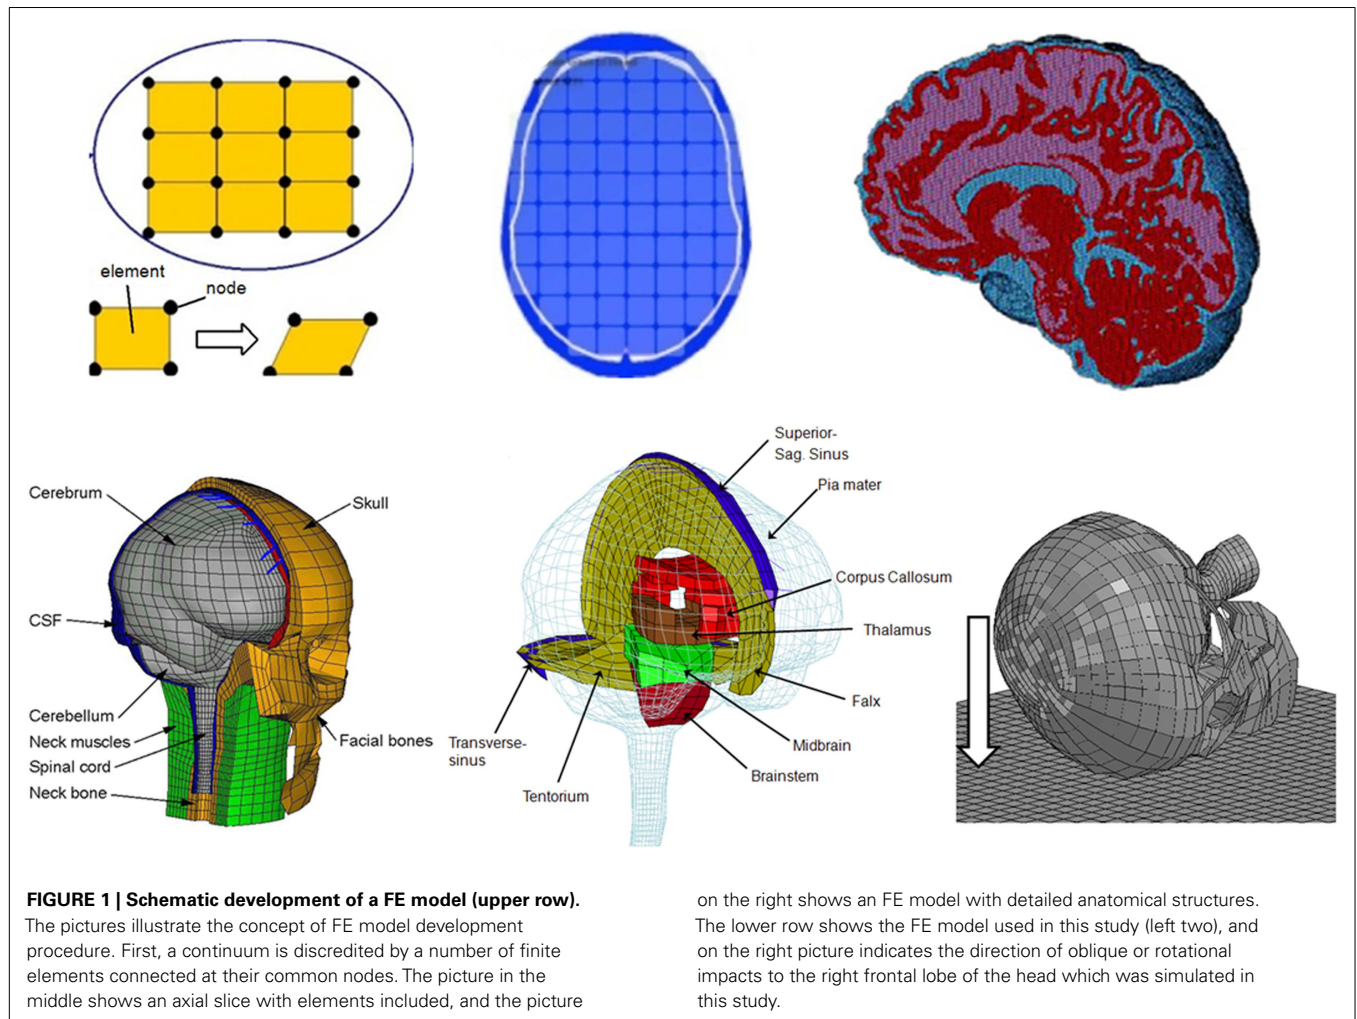 element
node
Cerebrum
Skull
CSF
Cerebellum
Neck muscles
Spinal cord
Neck bone
Facial bones
Superior-
Sag. Sinus
Pia mater
Corpus Callosum
Thalamus
Falx
Midbrain
Brainstem
Transverse-
sinus
Tentorium
FIGURE 1 | Schematic development of a FE model (upper row).
The pictures illustrate the concept of FE model development
procedure. First, a continuum is discredited by a number of finite
elements connected at their common nodes. The picture in the
middle shows an axial slice with elements included, and the picture
on the right shows an FE model with detailed anatomical structures.
The lower row shows the FE model used in this study (left two), and
on the right picture indicates the direction of oblique or rotational
impacts to the right frontal lobe of the head which was simulated in
this study.